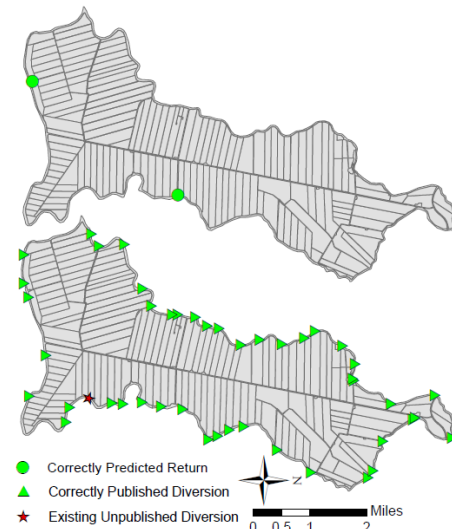 Correctly Predicted Return
Correctly Published Diversion
Existing Unpublished Diversion
N
Miles
0 0.5 1 2